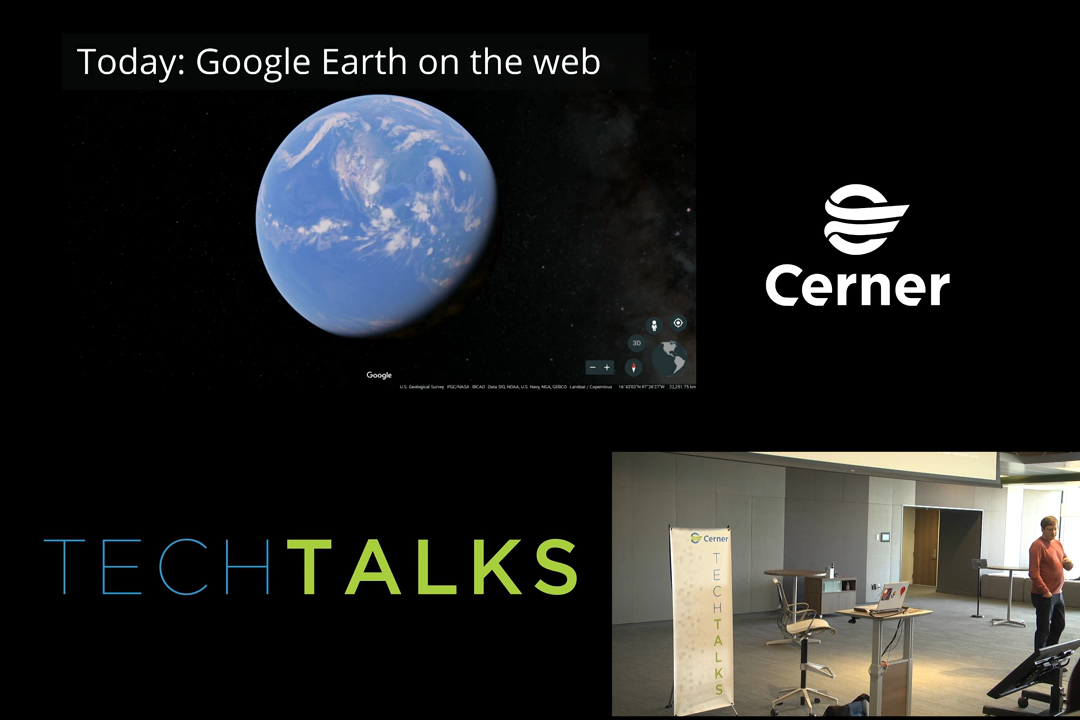 Today: Google Earth on the web
Cerner
3D
Google
U.S. Geological Survey PGC/NASA IBCAO Data SIO, NOAA, U.S. Navy, NGA, GEBCO Landsat / Copernicus
TECHTALKS
Cerner
TECHTALKS